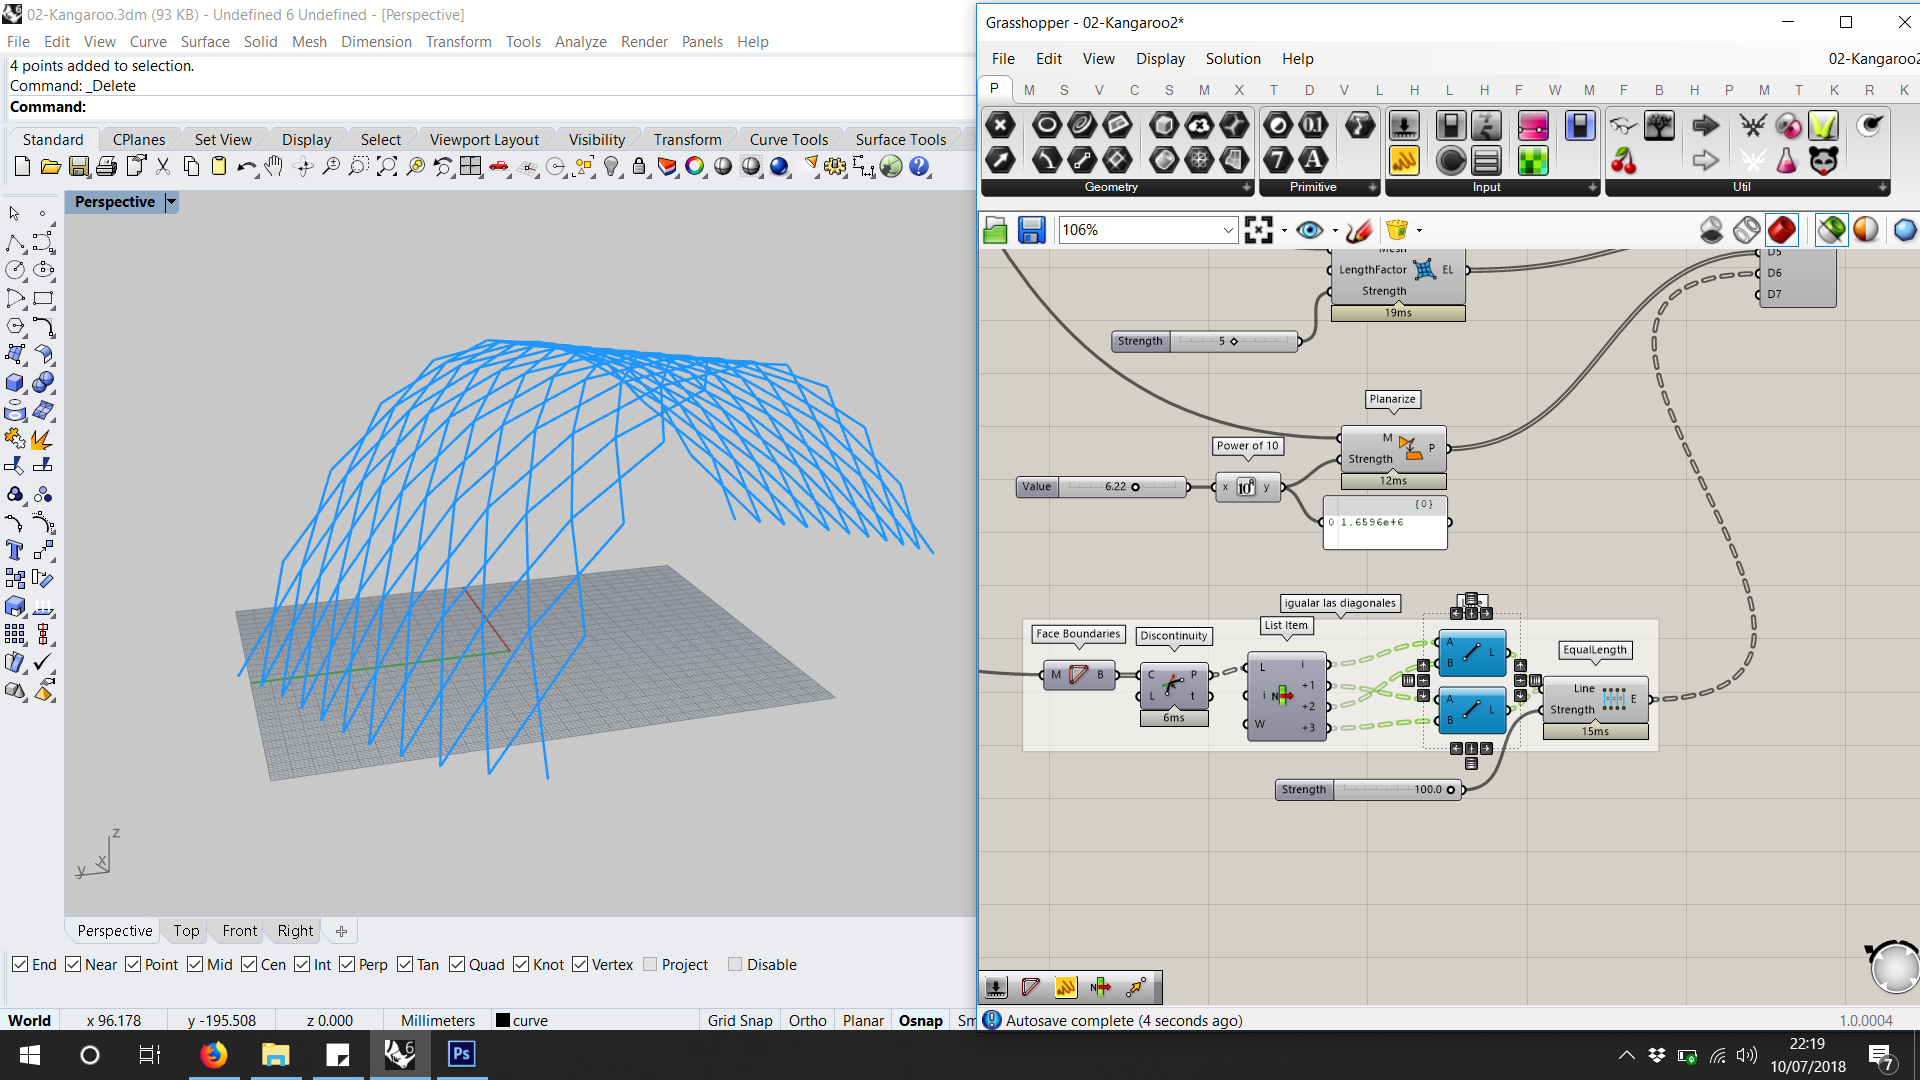 02-Kangaroo.3dm (93 KB) - Undefined 6 Undefined - [Perspective]
File Edit View Curve Surface Solid Mesh Dimension Transform Tools Analyze Render Panels Help
4 points added to selection.
Command: _Delete
Command:
Standard CPlanes Set View Display Select Viewport Layout Visibility Transform Curve Tools Surface Tools
Perspective
z
x
y
Perspective Top Front Right
End Near Point Mid Cen Int Perp Tan Quad Knot Vertex Project Disable
World x 96.178 y -195.508 z 0.000 Millimeters curve Grid Snap Ortho Planar Osnap Sm
Grasshopper - 02-Kangaroo2*
File Edit View Display Solution Help 02-Kangaroo2
P M S V C S M X T D V L H L H F W M F B H P M T K R K
Geometry Primitive Input Util
106%
Mesh
LengthFactor EL
Strength
19ms
D5
D6
D7
Strength 5
Planarize
M P
Strength
12ms
Power of 10
Value 6.22
x 10 y
{0}
0 1.6596e+6
igualar las diagonales
Face Boundaries
M B
Discontinuity
C P
L t
6ms
List Item
L i
i +1
+2
W +3
A L
B
A L
B
EqualLength
Line E
Strength
15ms
Strength 100.0
Autosave complete (4 seconds ago)
1.0.0004
6
Ps
22:19
10/07/2018
7